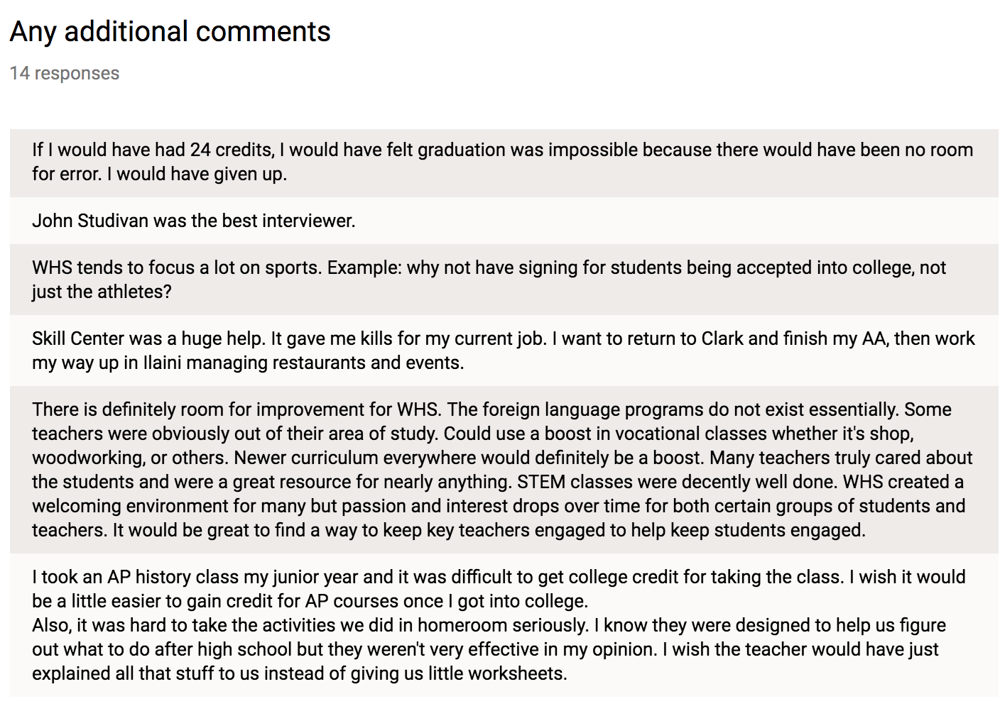 Any additional comments
14 responses
If I would have had 24 credits, I would have felt graduation was impossible because there would have been no room
for error. I would have given up.
John Studivan was the best interviewer.
WHS tends to focus a lot on sports. Example: why not have signing for students being accepted into college, not
just the athletes?
Skill Center was a huge help. It gave me kills for my current job. I want to return to Clark and finish my AA, then work
my way up in Ilaini managing restaurants and events.
There is definitely room for improvement for WHS. The foreign language programs do not exist essentially. Some
teachers were obviously out of their area of study. Could use a boost in vocational classes whether it's shop,
woodworking, or others. Newer curriculum everywhere would definitely be a boost. Many teachers truly cared about
the students and were a great resource for nearly anything. STEM classes were decently well done. WHS created a
welcoming environment for many but passion and interest drops over time for both certain groups of students and
teachers. It would be great to find a way to keep key teachers engaged to help keep students engaged.
I took an AP history class my junior year and it was difficult to get college credit for taking the class. I wish it would
be a little easier to gain credit for AP courses once I got into college.
Also, it was hard to take the activities we did in homeroom seriously. I know they were designed to help us figure
out what to do after high school but they weren't very effective in my opinion. I wish the teacher would have just
explained all that stuff to us instead of giving us little worksheets.